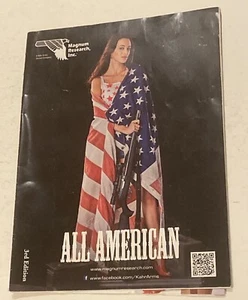 Magnum
Research,
Inc.
ALL AMERICAN
www.magnumresearch.com
www.facebook.com/KahrArms
3rd Edition